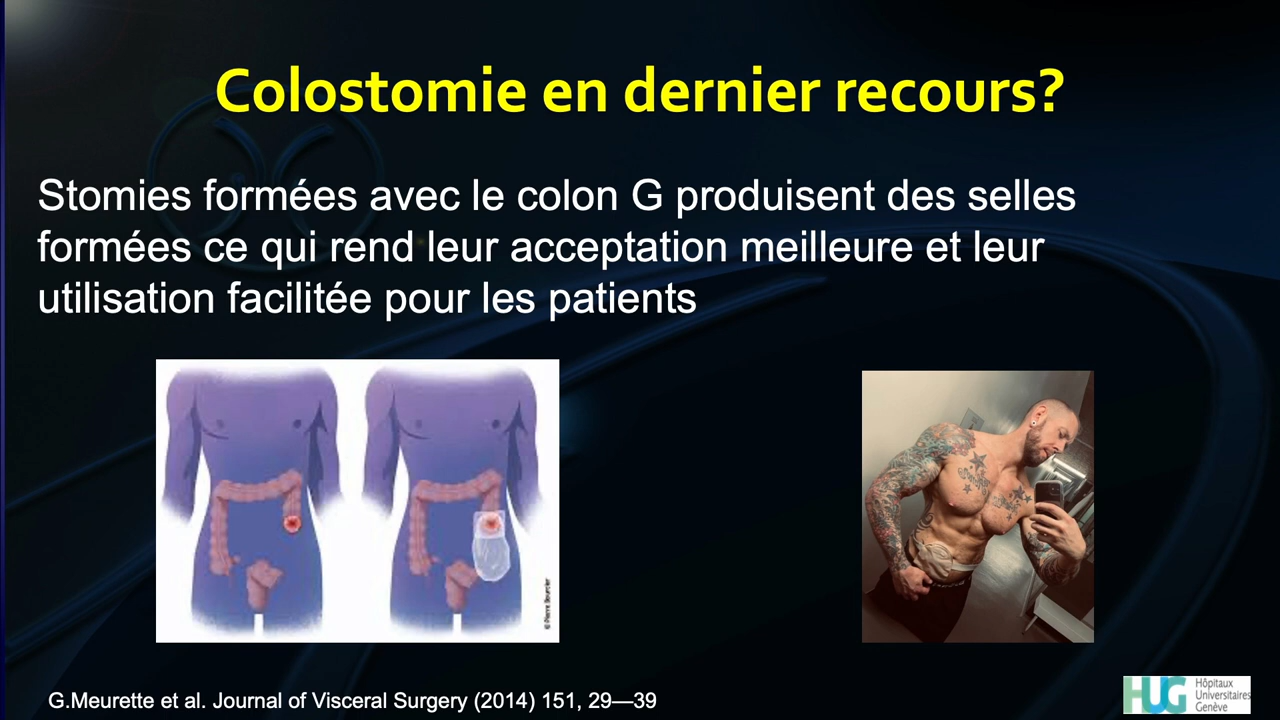 Colostomie en dernier recours?
Stomies formées avec le colon G produisent des selles
formées ce qui rend leur acceptation meilleure et leur
utilisation facilitée pour les patients
© Pierre Bourcier
G.Meurette et al. Journal of Visceral Surgery (2014) 151, 29—39
HUG
Hôpitaux
Universitaires
Genève